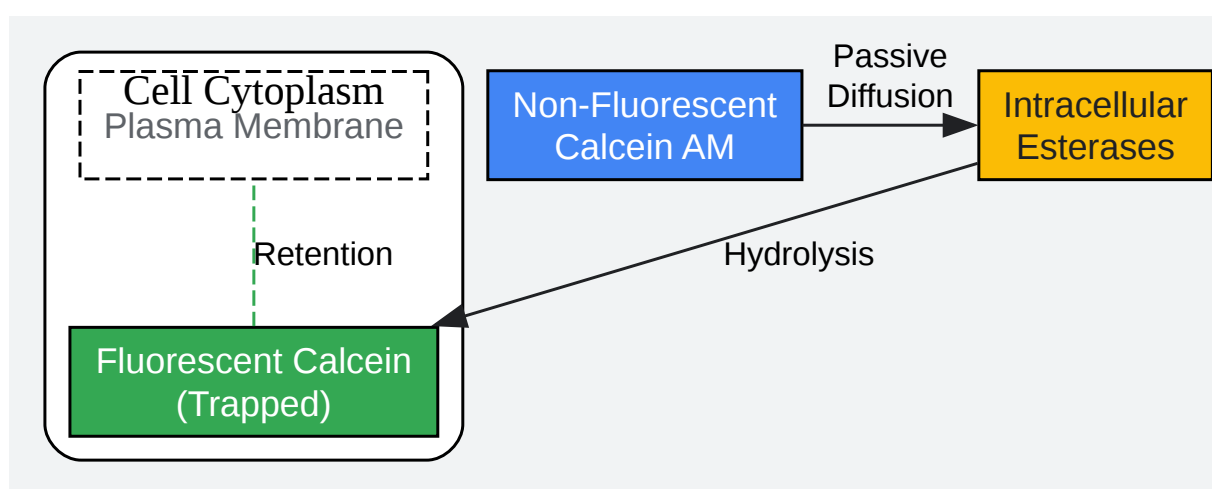 Cell Cytoplasm
Plasma Membrane
Non-Fluorescent
Calcein AM
Passive
Diffusion
Intracellular
Esterases
Retention
Hydrolysis
Fluorescent Calcein
(Trapped)